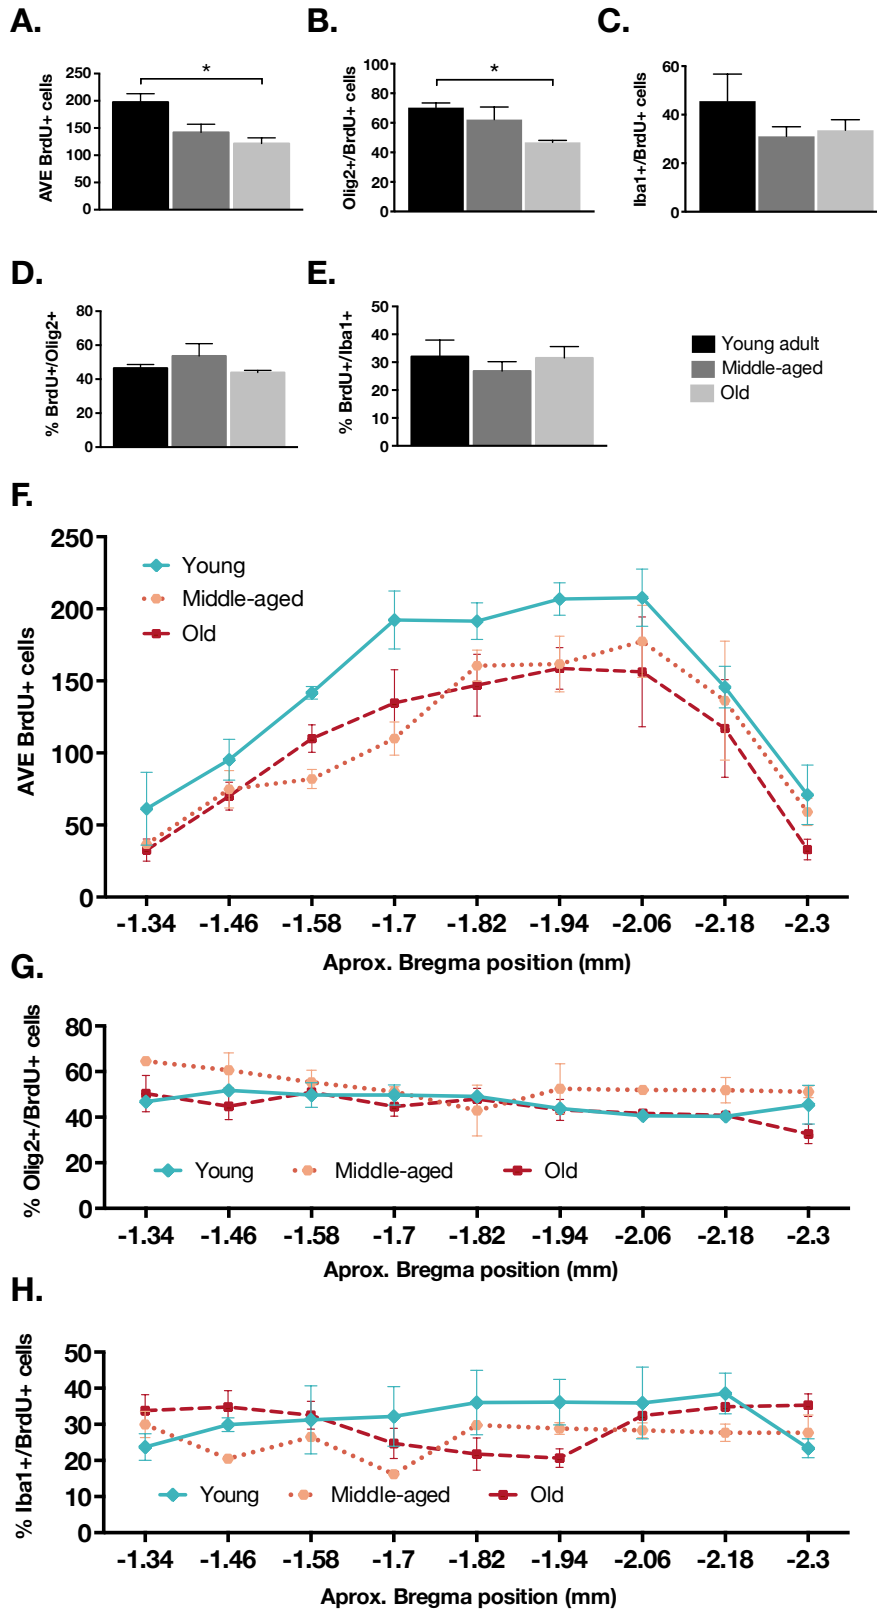 A.
B.
C.
AVE BrdU+ cells
250
200
150
100
50
0
*
Olig2+/BrdU+ cells
100
80
60
40
20
0
*
Iba1+/BrdU+ cells
60
40
20
0
D.
E.
% BrdU+/Olig2+
80
60
40
20
0
% BrdU+/Iba1+
50
40
30
20
10
0
Young adult
Middle-aged
Old
F.
AVE BrdU+ cells
250
200
150
100
50
0
Young
Middle-aged
Old
-1.34 -1.46 -1.58 -1.7 -1.82 -1.94 -2.06 -2.18 -2.3
Aprox. Bregma position (mm)
G.
% Olig2+/BrdU+ cells
80
60
40
20
0
Young Middle-aged Old
-1.34 -1.46 -1.58 -1.7 -1.82 -1.94 -2.06 -2.18 -2.3
Aprox. Bregma position (mm)
H.
% Iba1+/BrdU+ cells
50
40
30
20
10
0
Young Middle-aged Old
-1.34 -1.46 -1.58 -1.7 -1.82 -1.94 -2.06 -2.18 -2.3
Aprox. Bregma position (mm)